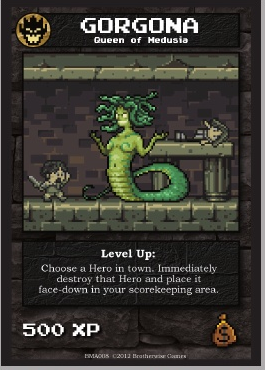 GORGONA
Queen of Medusia
Level Up:
Choose a Hero in town. Immediately
destroy that Hero and place it
face-down in your scorekeeping area.
500 XP
S
BMA008 ©2012 Brotherwise Games